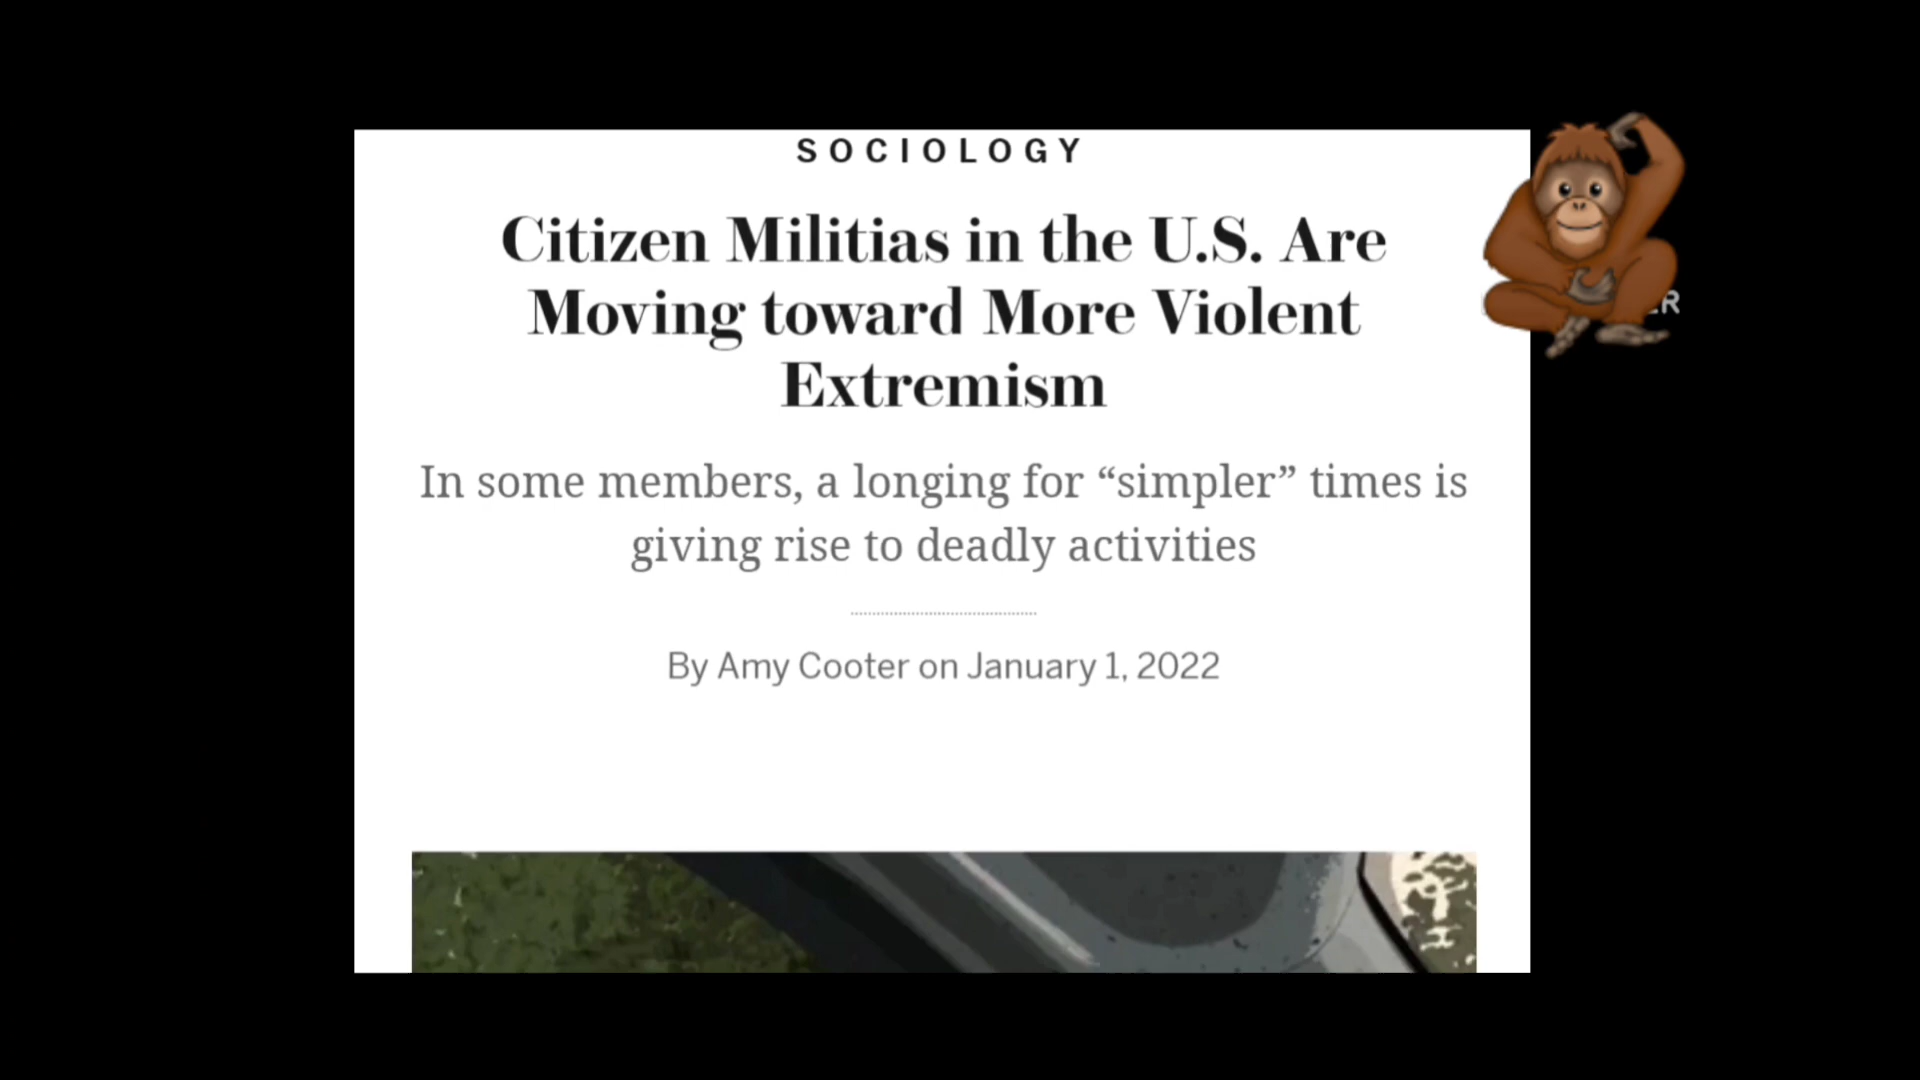 SOCIOLOGY
Citizen Militias in the U.S. Are
Moving toward More Violent
Extremism
In some members, a longing for “simpler” times is
giving rise to deadly activities
By Amy Cooter on January 1, 2022